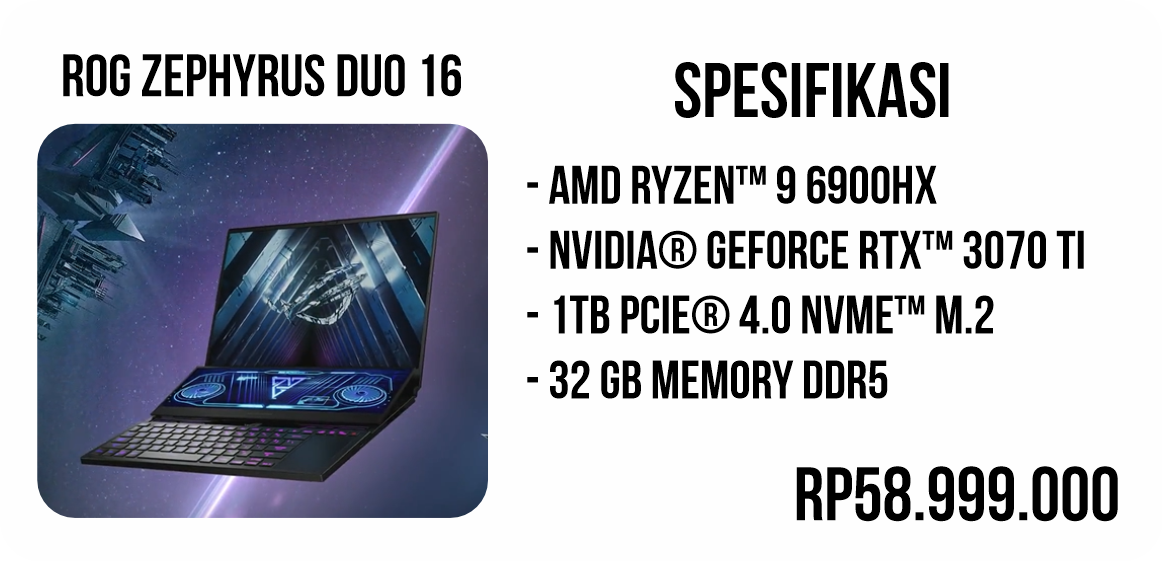 ROG ZEPHYRUS DUO 16
SPESIFIKASI
- AMD RYZEN™ 9 6900HX
- NVIDIA® GEFORCE RTX™ 3070 TI
- 1TB PCIE® 4.0 NVME™ M.2
- 32 GB MEMORY DDR5
RP58.999.000